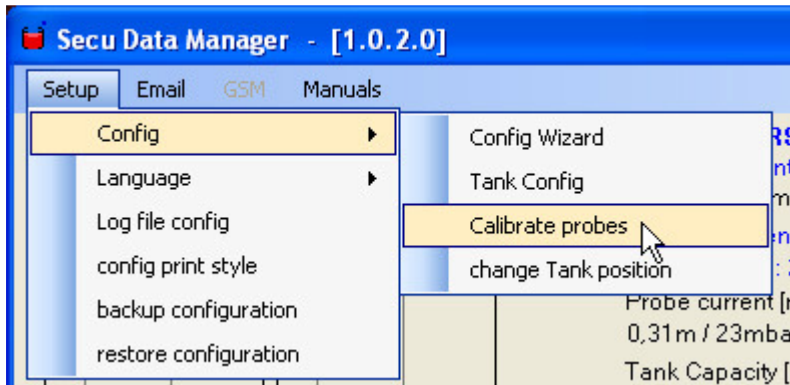 Secu Data Manager - [1.0.2.0]
Setup Email GSM Manuals
Config
Language
Log file config
config print style
backup configuration
restore configuration
Config Wizard
Tank Config
Calibrate probes
change Tank position
Probe current [
0,31m / 23mba
Tank Capacity [